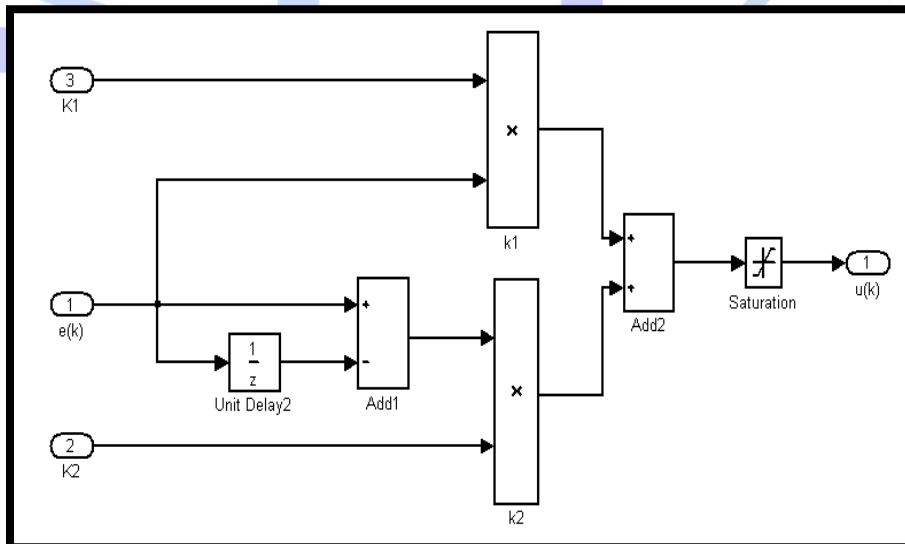 3
K1
×
k1
1
e(k)
1
z
Unit Delay2
+
-
Add1
2
K2
×
k2
+
+
Add2
Saturation
1
u(k)